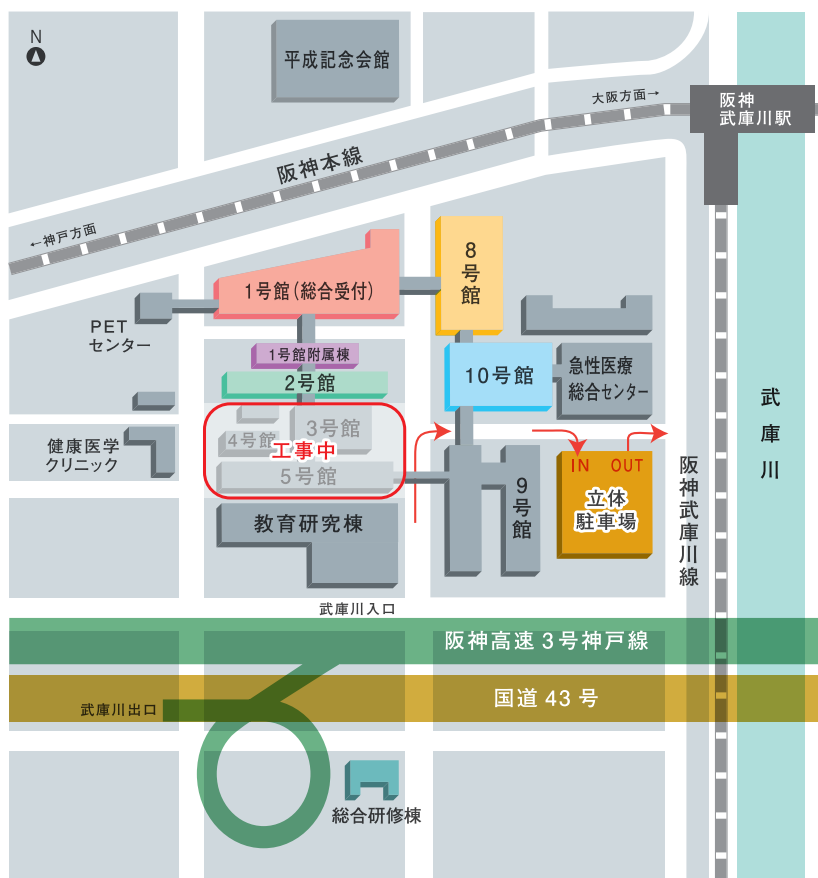 N
平成記念会館
大阪方面→
阪神
武庫川駅
阪神本線
←神戸方面
8号館
1号館(総合受付)
PET
センター
1号館附属棟
2号館
10号館
急性医療
総合センター
武庫川
3号館
4号館
工事中
5号館
健康医学
クリニック
IN OUT
立体
駐車場
9号館
阪神武庫川線
教育研究棟
武庫川入口
阪神高速3号神戸線
国道43号
武庫川出口
総合研修棟